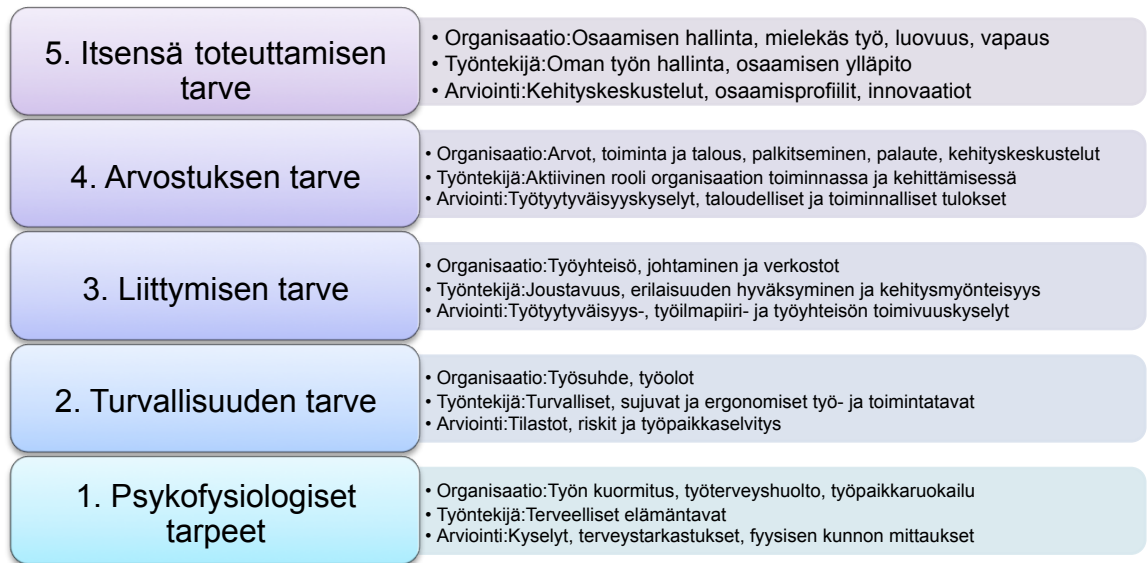 5. Itsensä toteuttamisen
tarve
• Organisaatio:Osaamisen hallinta, mielekäs työ, luovuus, vapaus
• Työntekijä:Oman työn hallinta, osaamisen ylläpito
• Arviointi:Kehityskeskustelut, osaamisprofiilit, innovaatiot
4. Arvostuksen tarve
• Organisaatio:Arvot, toiminta ja talous, palkitseminen, palaute, kehityskeskustelut
• Työntekijä:Aktiivinen rooli organisaation toiminnassa ja kehittämisessä
• Arviointi:Työtyytyväisyyskyselyt, taloudelliset ja toiminnalliset tulokset
3. Liittymisen tarve
• Organisaatio:Työyhteisö, johtaminen ja verkostot
• Työntekijä:Joustavuus, erilaisuuden hyväksyminen ja kehitysmyönteisyys
• Arviointi:Työtyytyväisyys-, työilmapiiri- ja työyhteisön toimivuuskyselyt
2. Turvallisuuden tarve
• Organisaatio:Työsuhde, työolot
• Työntekijä:Turvalliset, sujuvat ja ergonomiset työ- ja toimintatavat
• Arviointi:Tilastot, riskit ja työpaikkaselvitys
1. Psykofysiologiset
tarpeet
• Organisaatio:Työn kuormitus, työterveyshuolto, työpaikkaruokailu
• Työntekijä:Terveelliset elämäntavat
• Arviointi:Kyselyt, terveystarkastukset, fyysisen kunnon mittaukset